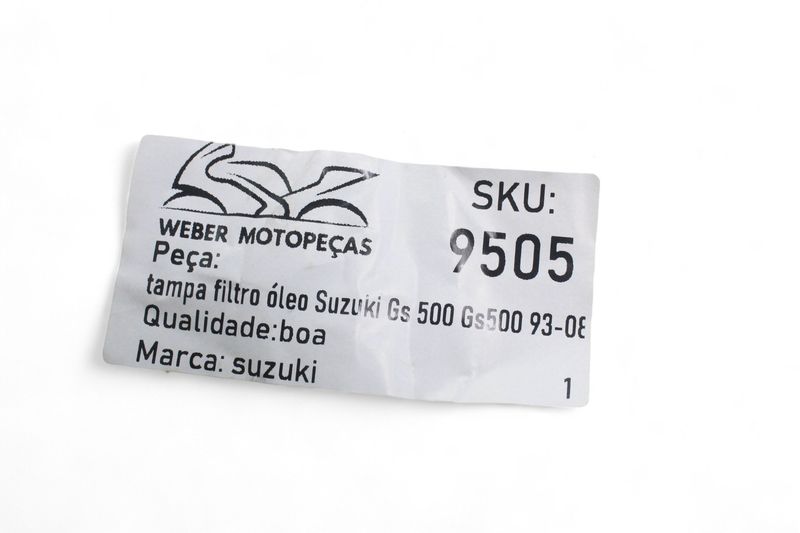 WEBER MOTOPEÇAS
SKU:
9505
Peça:
tampa filtro óleo Suzuki Gs 500 Gs500 93-08
Qualidade:boa
Marca: suzuki
1